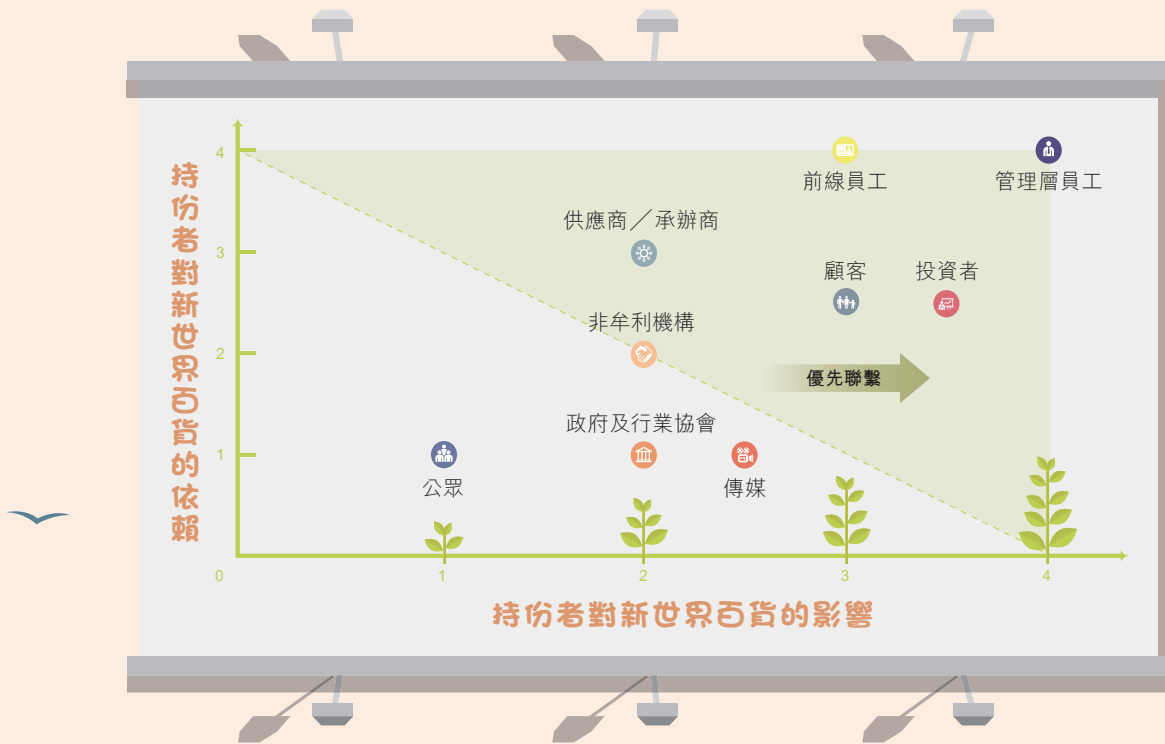 持份者對新世界百貨的依賴
4
前線員工
管理層員工
供應商／承辦商
3
顧客
投資者
非牟利機構
2
優先聯繫
政府及行業協會
1
公眾
傳媒
0
1
2
3
4
持份者對新世界百貨的影響